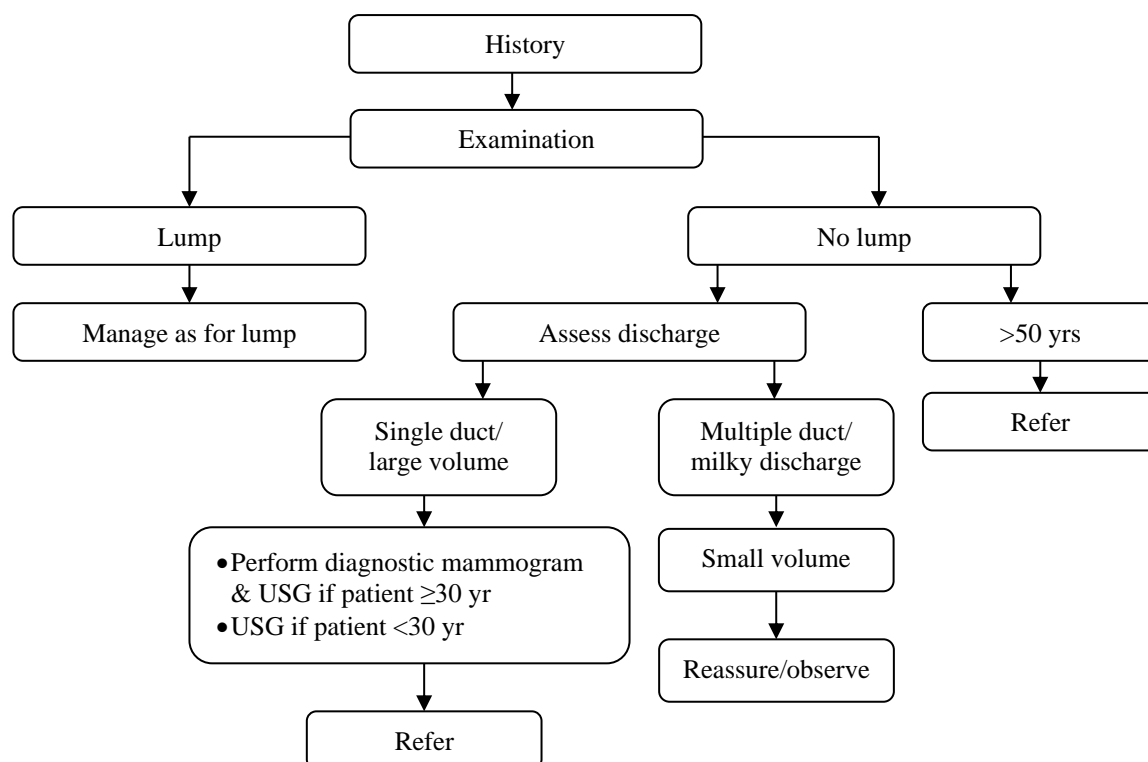 History
Examination
Lump
No lump
Manage as for lump
Assess discharge
>50 yrs
Single duct/
large volume
Multiple duct/
milky discharge
Refer
•Perform diagnostic mammogram
& USG if patient ≥30 yr
•USG if patient <30 yr
Small volume
Reassure/observe
Refer